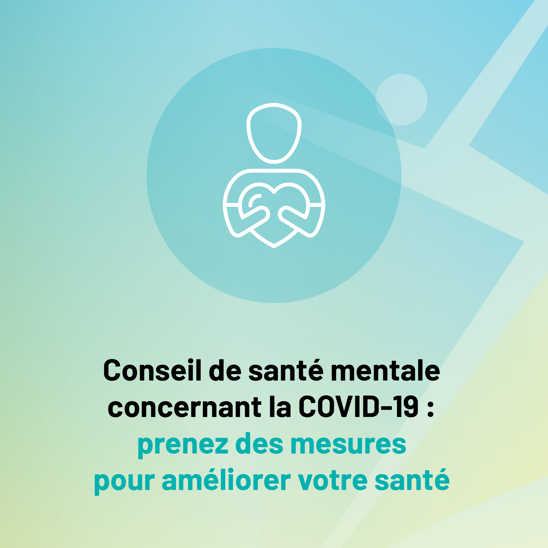 Conseil de santé mentale
concernant la COVID-19 :
prenez des mesures
pour améliorer votre santé